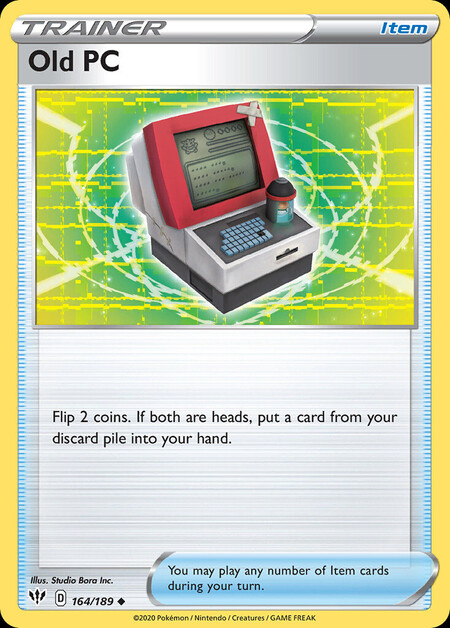 TRAINER
Item
Old PC
Flip 2 coins. If both are heads, put a card from your
discard pile into your hand.
Illus. Studio Bora Inc.
You may play any number of Item cards
during your turn.
D 164/189
©2020 Pokémon / Nintendo / Creatures / GAME FREAK